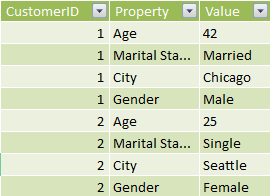 CustomerID Property Value
1 Age 42
1 Marital Sta... Married
1 City Chicago
1 Gender Male
2 Age 25
2 Marital Sta... Single
2 City Seattle
2 Gender Female